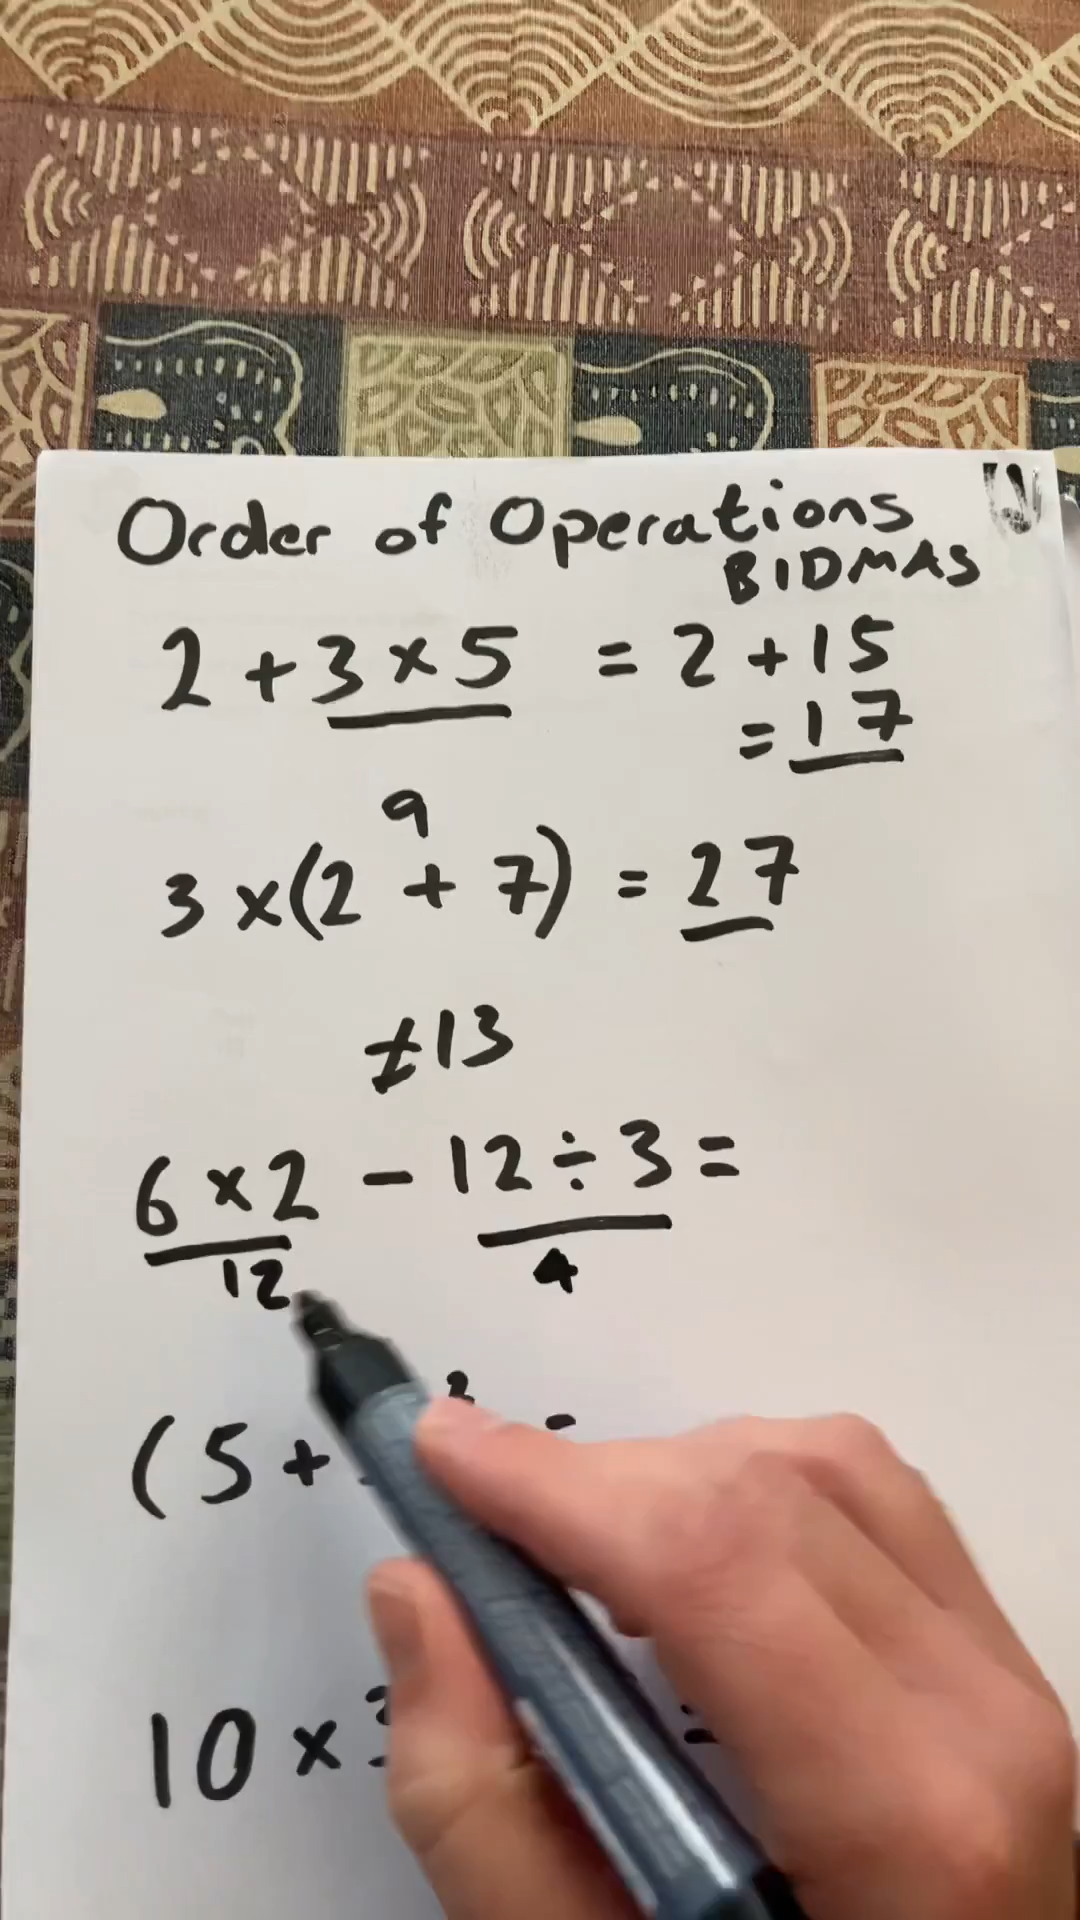 Order of Operations
BIDMAS
2 + 3 × 5 = 2 + 15
= 17
9
3 × (2 + 7) = 27
≠ 13
6 × 2 - 12 ÷ 3 =
12 4
( 5 +
10 × =